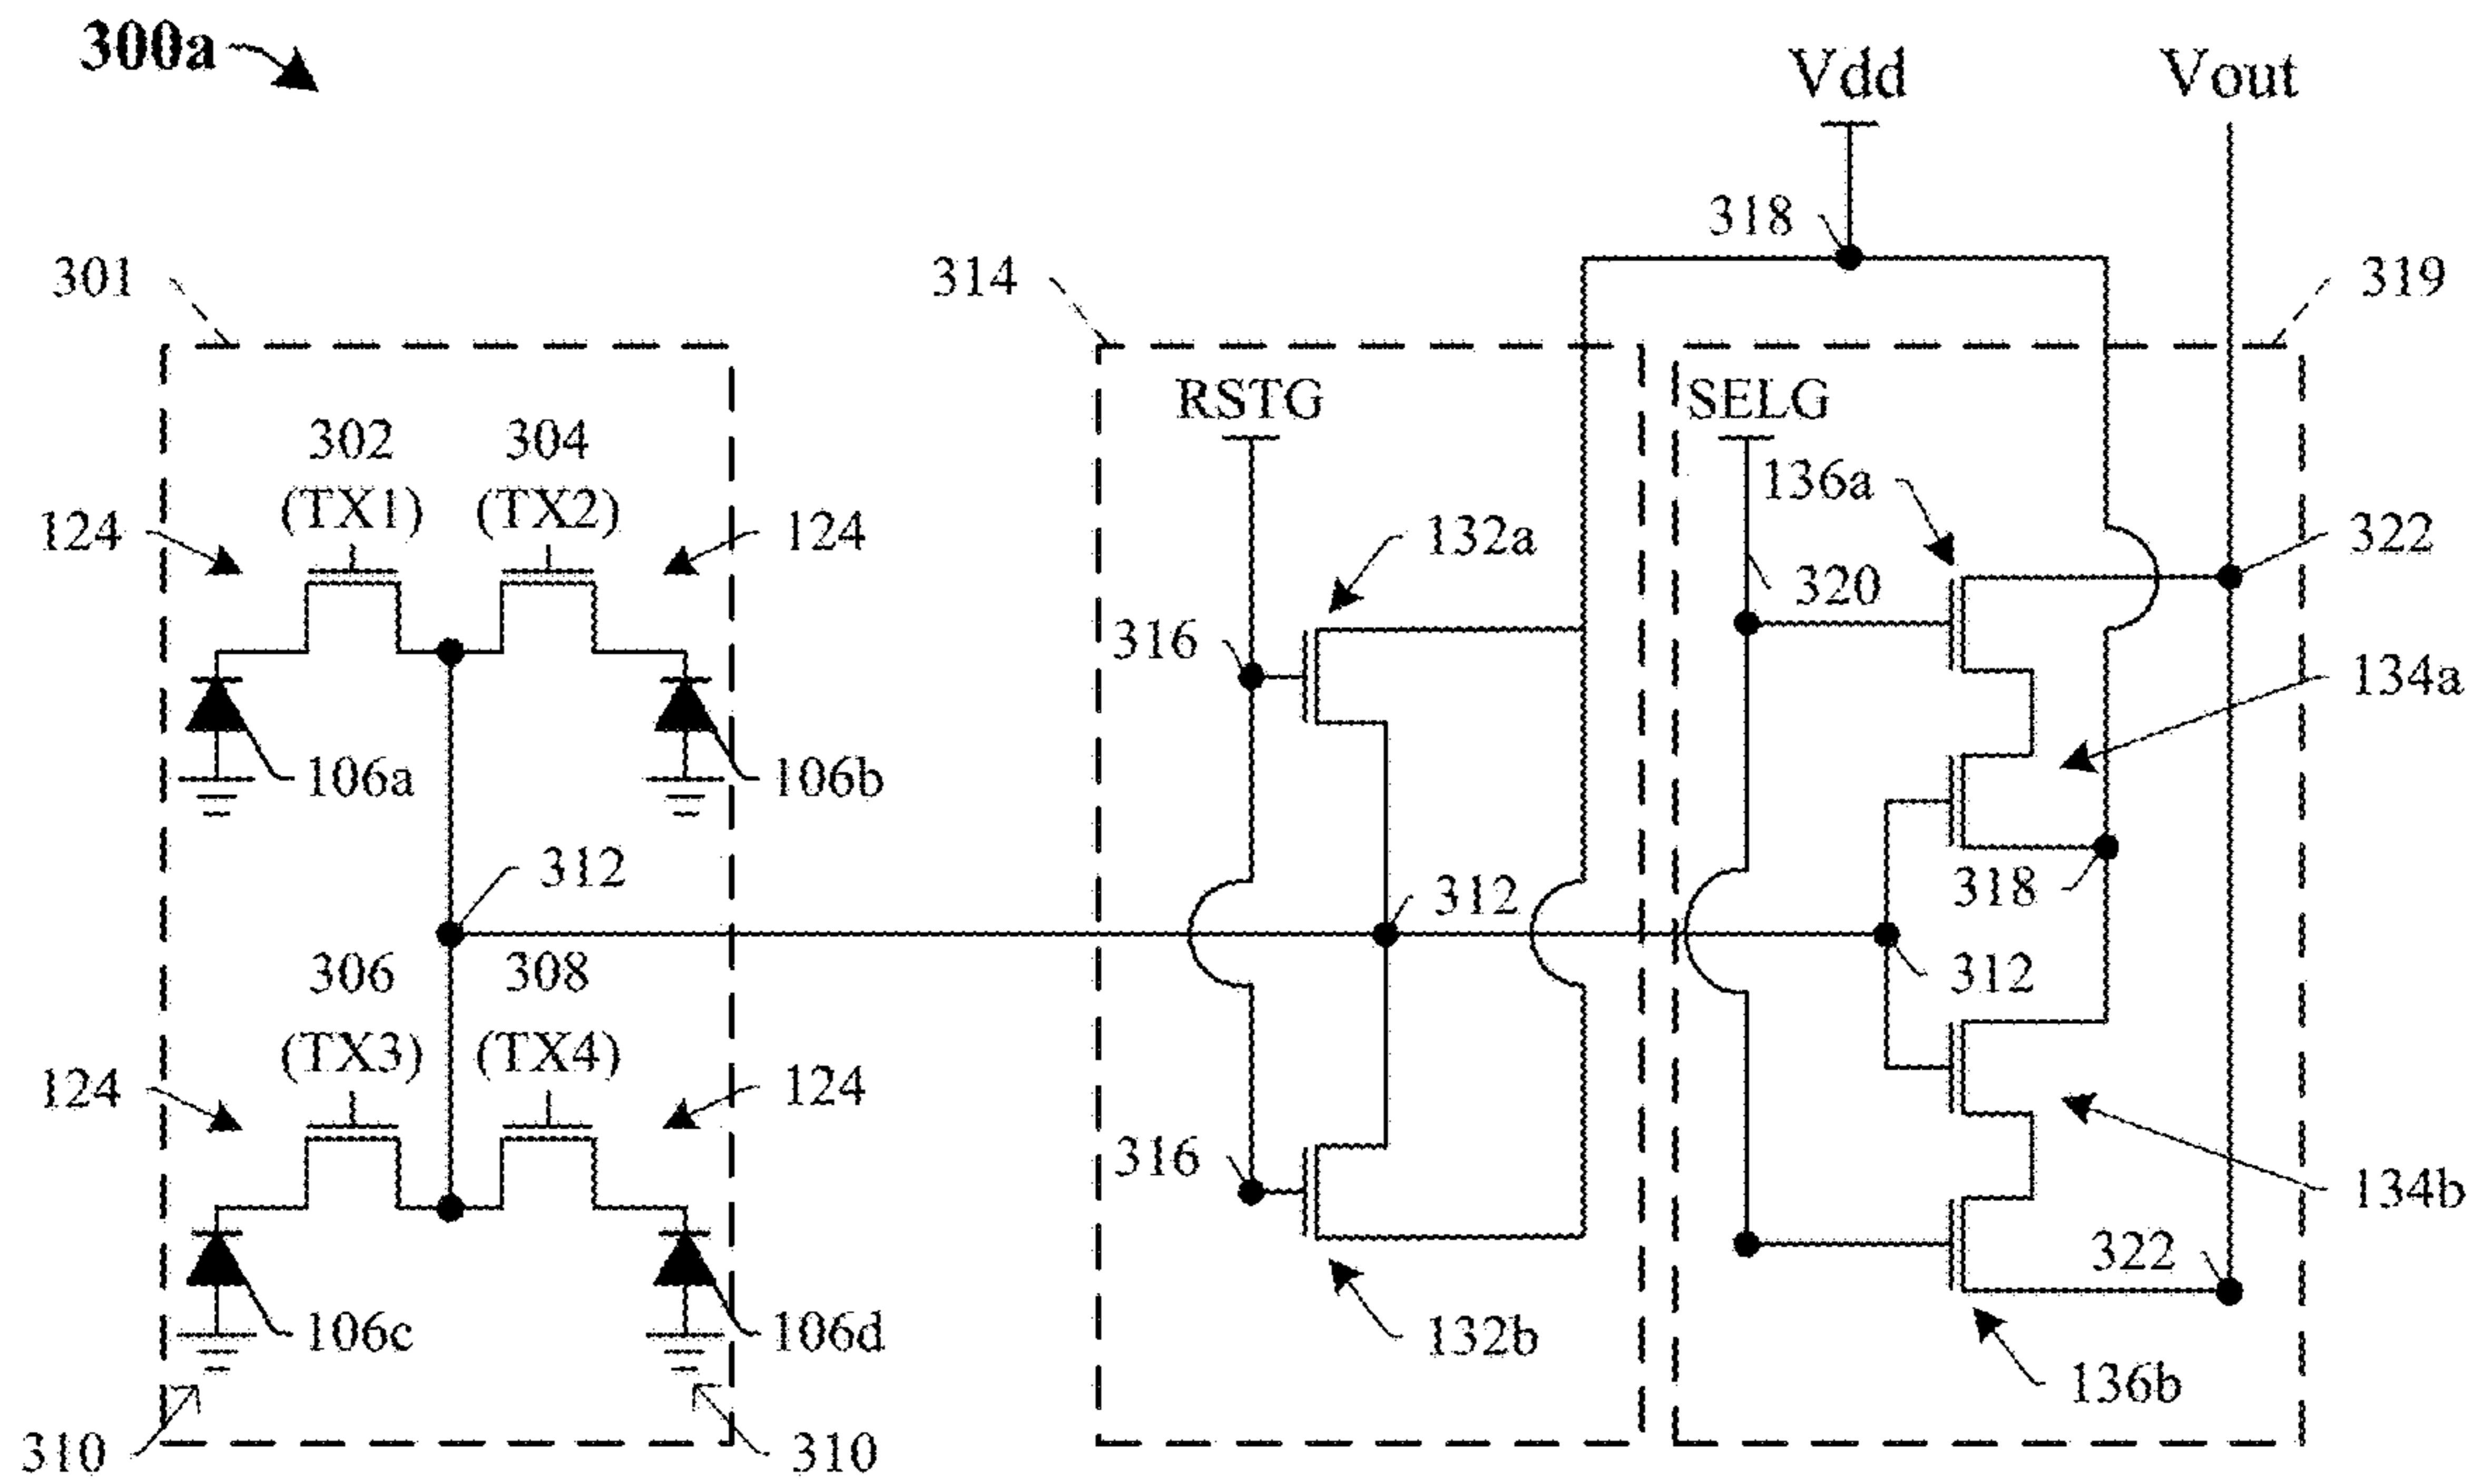 300a
Vdd
Vout
318
301
314
319
RSTG
SELG
302
304
136a
(TX1)
(TX2)
124
124
132a
322
320
316
134a
106a
106b
312
312
318
306
308
312
(TX3)
(TX4)
124
124
316
134b
322
106c
106d
132b
136b
310
310